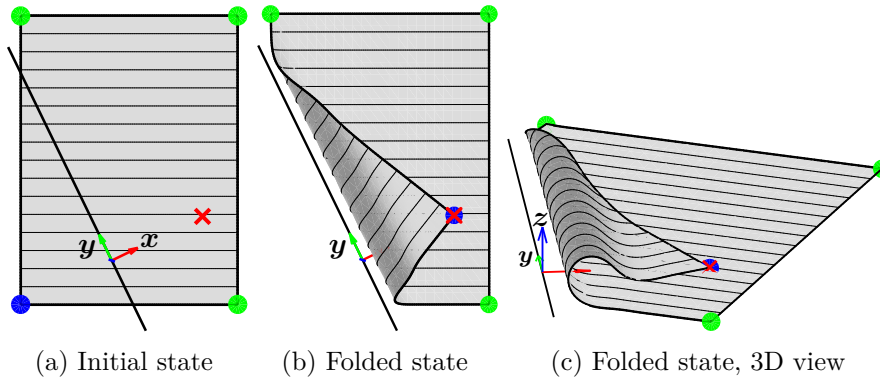 y x
y
z
y
(a) Initial state
(b) Folded state
(c) Folded state, 3D view